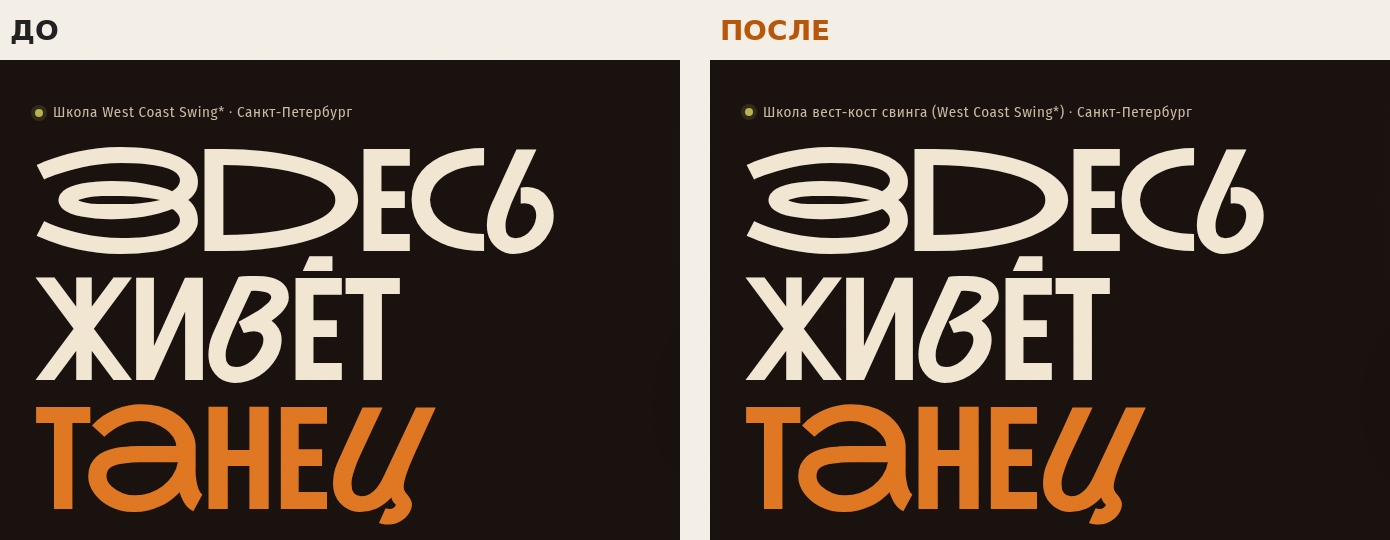 ДО
Школа West Coast Swing* · Санкт-Петербург
ЗДЕСЬ
ЖИВЁТ
ТАНЕЦ
ПОСЛЕ
Школа вест-кост свинга (West Coast Swing*) · Санкт-Петербург
ЗДЕСЬ
ЖИВЁТ
ТАНЕЦ